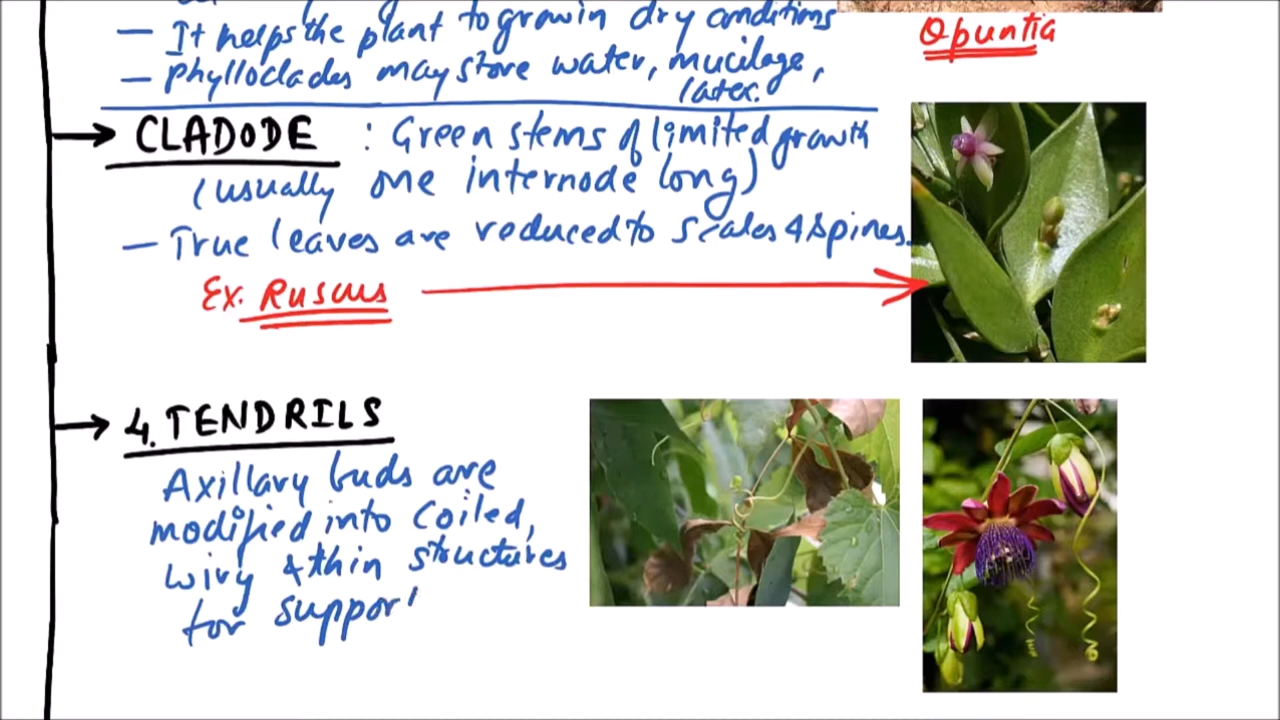 — It helps the plant to grow in dry conditions
Opuntia
— Phylloclades may store water, mucilage,
latex.
CLADODE : Green stems of limited growth
(usually one internode long)
— True leaves are reduced to scales & spines.
Ex. Ruscus
4. TENDRILS
Axillary buds are
modified into coiled,
wiry & thin structures
for suppor